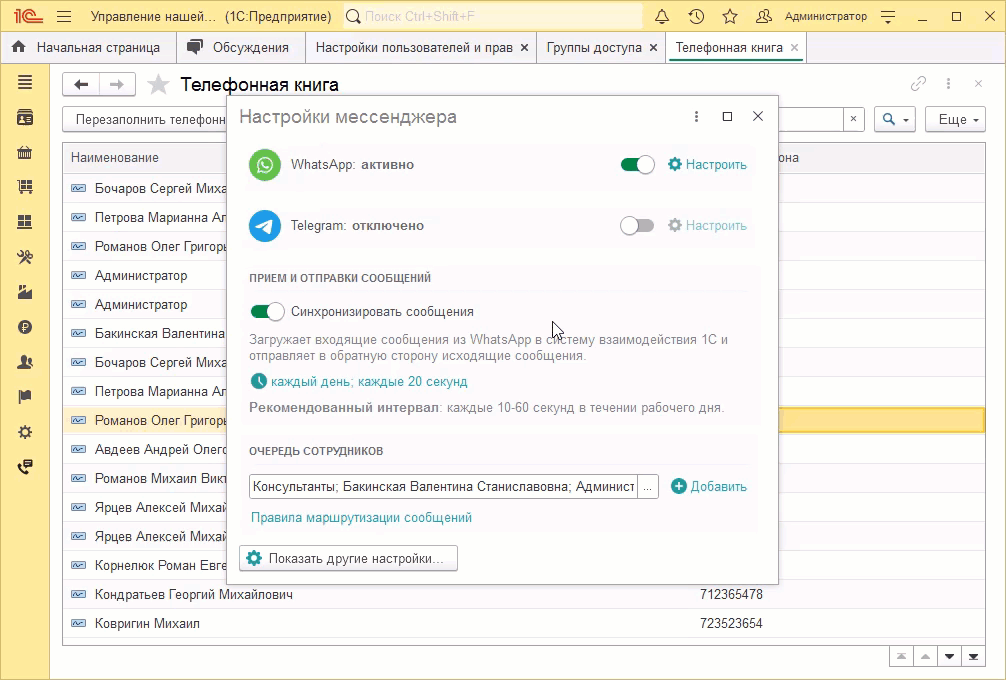 1С Управление нашей... (1С:Предприятие) Поиск Ctrl+Shift+F Администратор
Начальная страница Обсуждения Настройки пользователей и прав × Группы доступа × Телефонная книга ×
Телефонная книга
Перезаполнить телефонн × Еще
Наименование она
Бочаров Сергей Миха
Петрова Марианна Ал
Романов Олег Григорь
Администратор
Администратор
Бакинская Валентина
Бочаров Сергей Миха
Петрова Марианна Ал
Романов Олег Григорь
Авдеев Андрей Олего
Романов Михаил Викт
Ярцев Алексей Михай
Ярцев Алексей Михай
Корнелюк Роман Евге
Кондратьев Георгий Михайлович 712365478
Ковригин Михаил 723523654
Настройки мессенджера
WhatsApp: активно Настроить
Telegram: отключено Настроить
ПРИЕМ И ОТПРАВКИ СООБЩЕНИЙ
Синхронизировать сообщения
Загружает входящие сообщения из WhatsApp в систему взаимодействия 1С и
отправляет в обратную сторону исходящие сообщения.
каждый день; каждые 20 секунд
Рекомендованный интервал: каждые 10-60 секунд в течении рабочего дня.
ОЧЕРЕДЬ СОТРУДНИКОВ
Консультанты; Бакинская Валентина Станиславовна; Админист ... Добавить
Правила маршрутизации сообщений
Показать другие настройки...